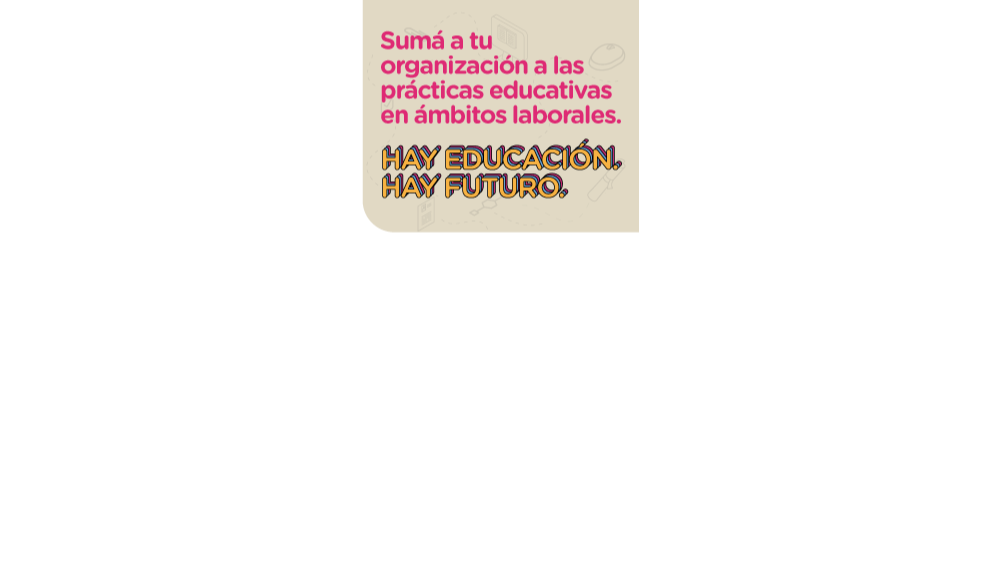 Sumá a tu
organización a las
prácticas educativas
en ámbitos laborales.
HAY EDUCACIÓN.
HAY FUTURO.